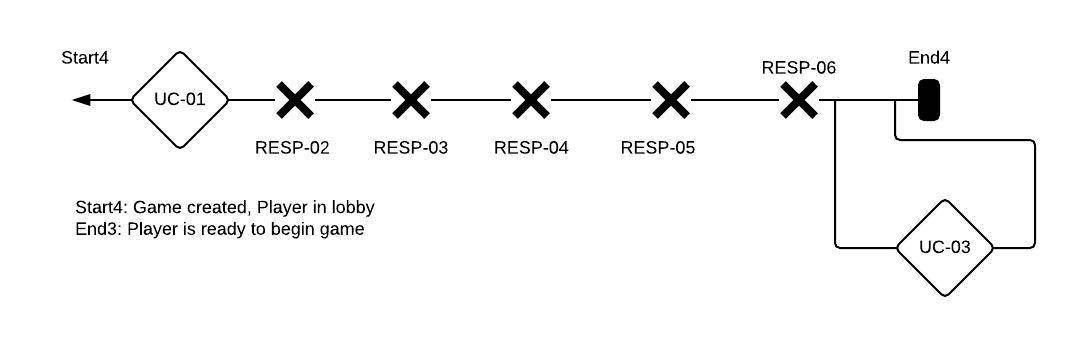 Start4
End4
RESP-06
UC-01
RESP-02
RESP-03
RESP-04
RESP-05
Start4: Game created, Player in lobby
End3: Player is ready to begin game
UC-03